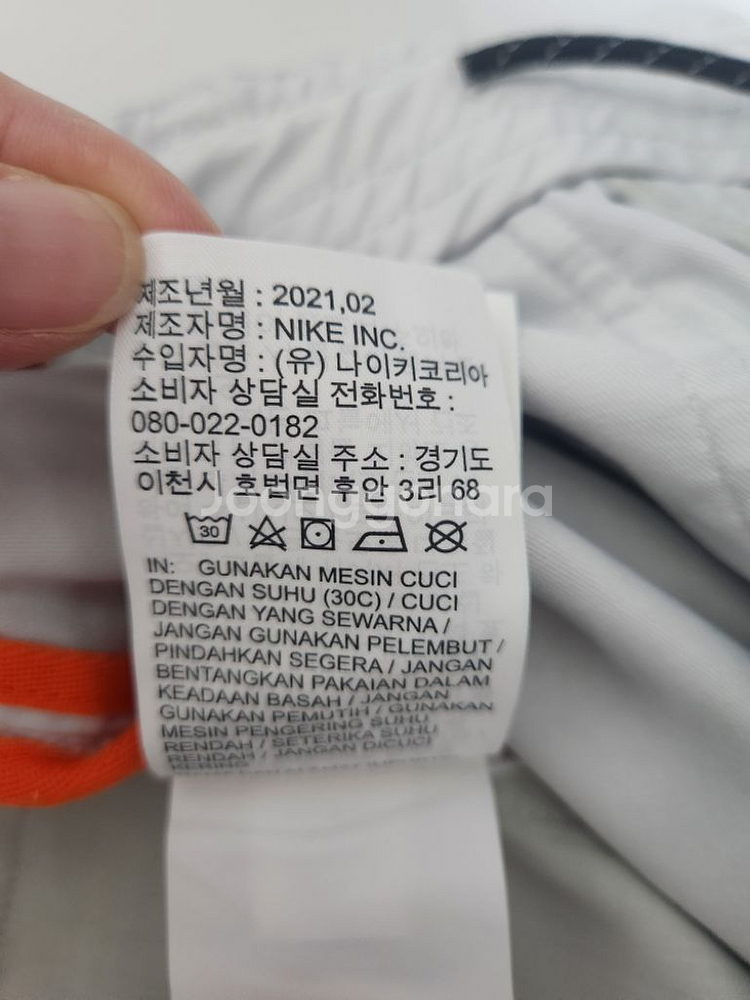 제조년월 : 2021,02
제조자명 : NIKE INC.
수입자명 : (유) 나이키코리아
소비자 상담실 전화번호 :
080-022-0182
소비자 상담실 주소 : 경기도
이천시 호법면 후안 3리 68
Joonggonara
30
IN: GUNAKAN MESIN CUCI
DENGAN SUHU (30C) / CUCI
DENGAN YANG SEWARNA /
JANGAN GUNAKAN PELEMBUT /
PINDAHKAN SEGERA / JANGAN
BENTANGKAN PAKAIAN DALAM
KEADAAN BASAH / JANGAN
GUNAKAN PEMUTIH / GUNAKAN
MESIN PENGERING SUHU
RENDAH / SETERIKA SUHU
RENDAH / JANGAN DICUCI
KERING